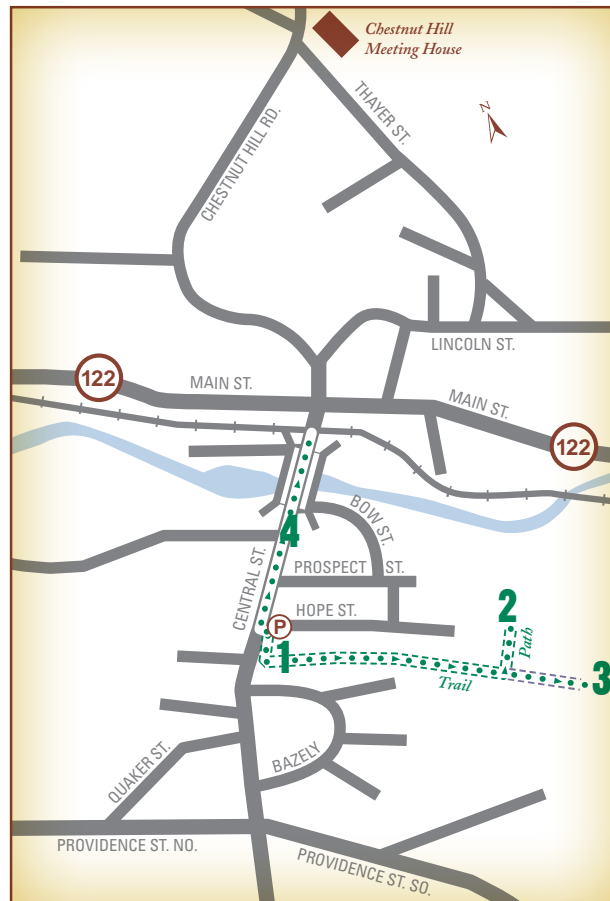 Chestnut Hill
Meeting House
THAYER ST.
N
CHESTNUT HILL RD.
LINCOLN ST.
122
MAIN ST.
MAIN ST.
122
BOW ST.
4
CENTRAL ST.
PROSPECT ST.
HOPE ST.
P
2
1
Path
Trail
3
BAZELY
QUAKER ST.
PROVIDENCE ST. NO.
PROVIDENCE ST. SO.